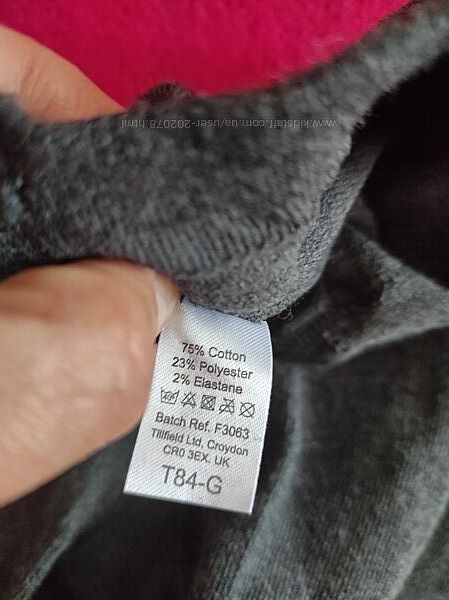 www.kidstaff.com.ua/user-202078.html
75% Cotton
23% Polyester
2% Elastane
Batch Ref. F3063
Tillfield Ltd, Croydon
CR0 3EX. UK
T84-G